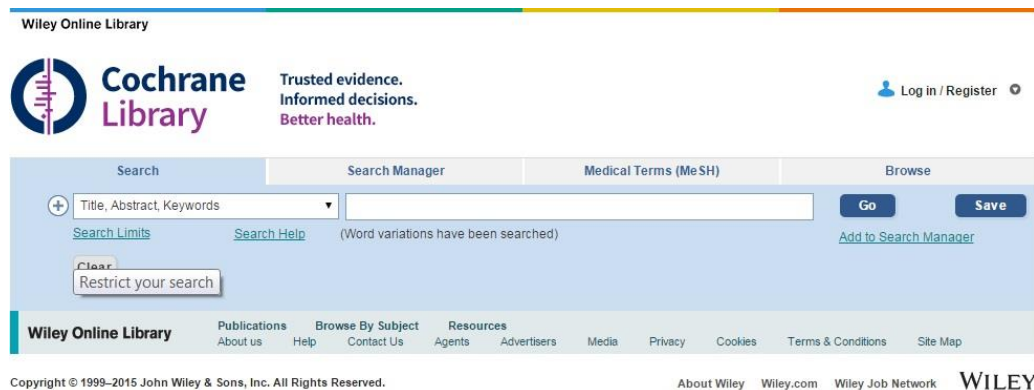 Wiley Online Library
Cochrane
Library
Trusted evidence.
Informed decisions.
Better health.
Log in / Register
Search
Search Manager
Medical Terms (MeSH)
Browse
Title, Abstract, Keywords
Go
Save
Search Limits
Search Help
(Word variations have been searched)
Add to Search Manager
Clear
Restrict your search
Wiley Online Library
Publications Browse By Subject Resources
About us Help Contact Us Agents Advertisers Media Privacy Cookies Terms & Conditions Site Map
Copyright © 1999–2015 John Wiley & Sons, Inc. All Rights Reserved.
About Wiley Wiley.com Wiley Job Network WILEY